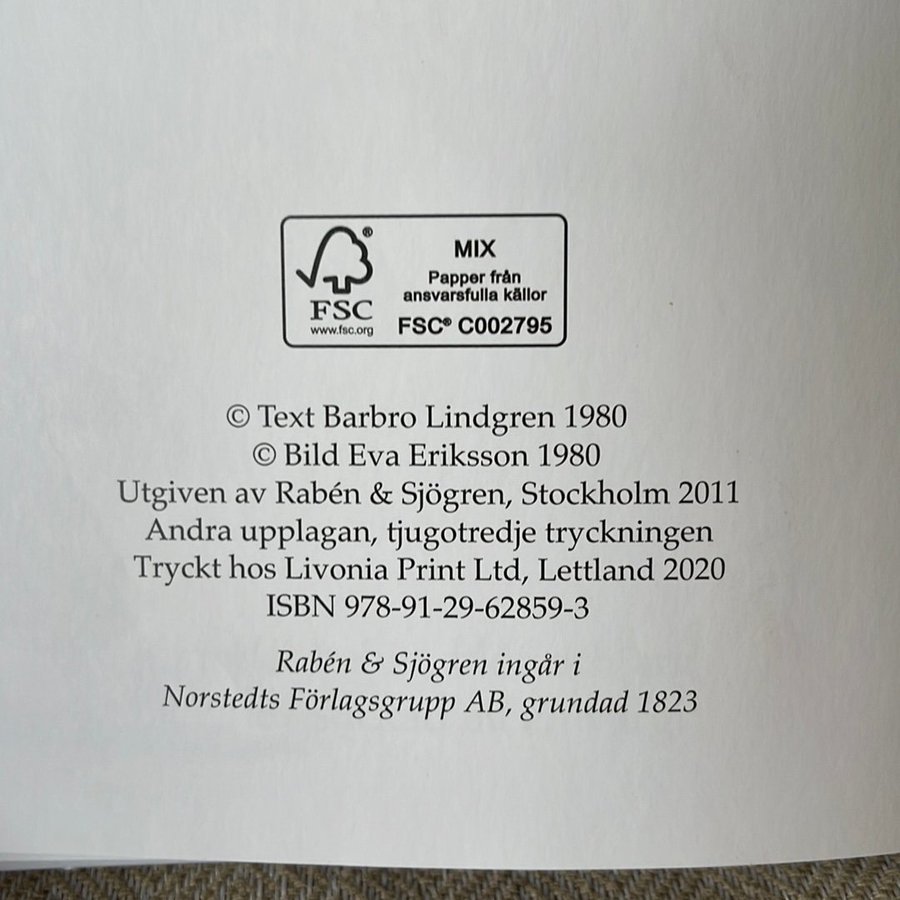 FSC®
www.fsc.org
MIX
Papper från
ansvarsfulla källor
FSC® C002795
© Text Barbro Lindgren 1980
© Bild Eva Eriksson 1980
Utgiven av Rabén & Sjögren, Stockholm 2011
Andra upplagan, tjugotredje tryckningen
Tryckt hos Livonia Print Ltd, Lettland 2020
ISBN 978-91-29-62859-3
Rabén & Sjögren ingår i
Norstedts Förlagsgrupp AB, grundad 1823